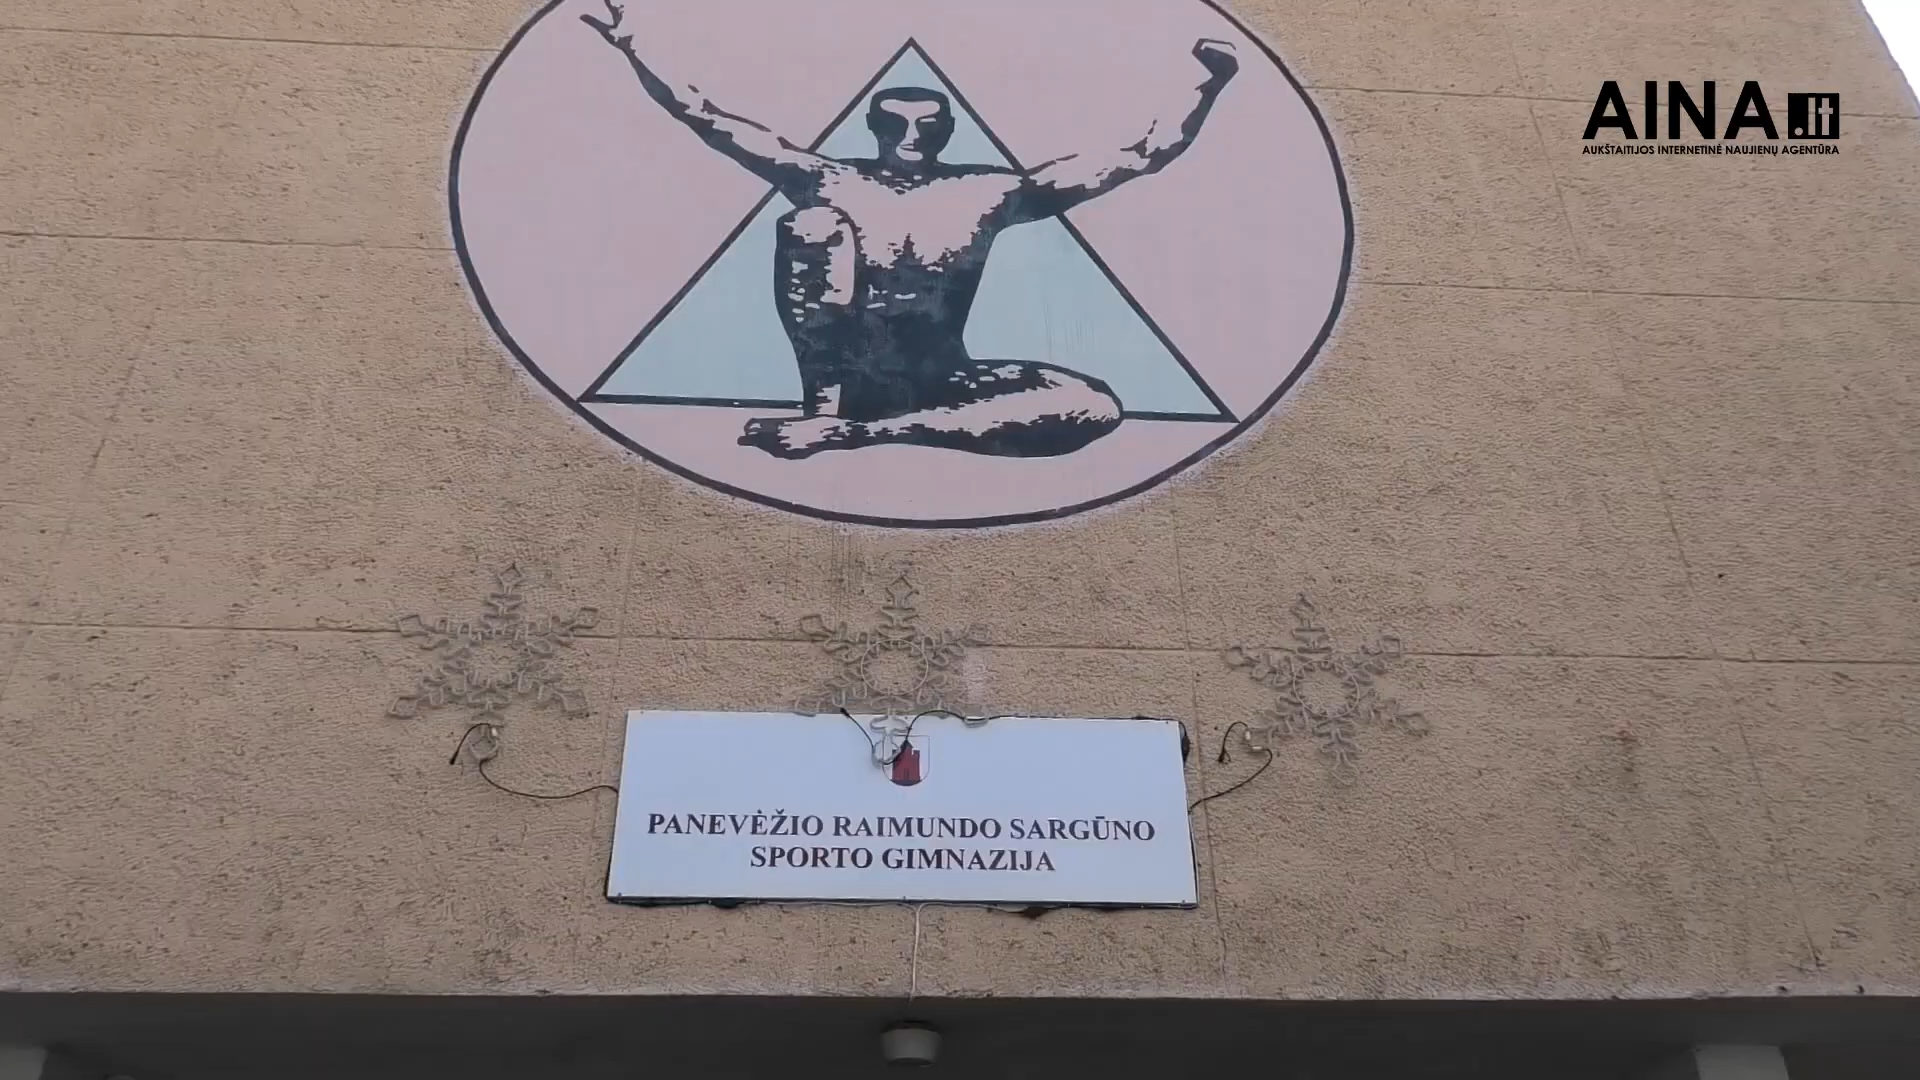 AINA.lt
AUKŠTAITIJOS INTERNETINĖ NAUJIENŲ AGENTŪRA
PANEVĖŽIO RAIMUNDO SARGŪNO
SPORTO GIMNAZIJA